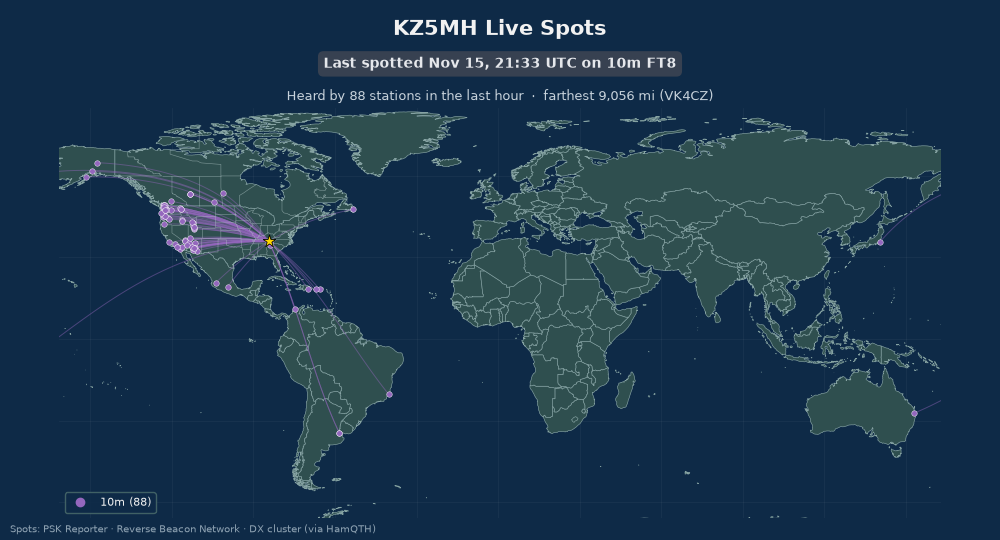 KZ5MH Live Spots
Last spotted Nov 15, 21:33 UTC on 10m FT8
Heard by 88 stations in the last hour · farthest 9,056 mi (VK4CZ)
10m (88)
Spots: PSK Reporter · Reverse Beacon Network · DX cluster (via HamQTH)